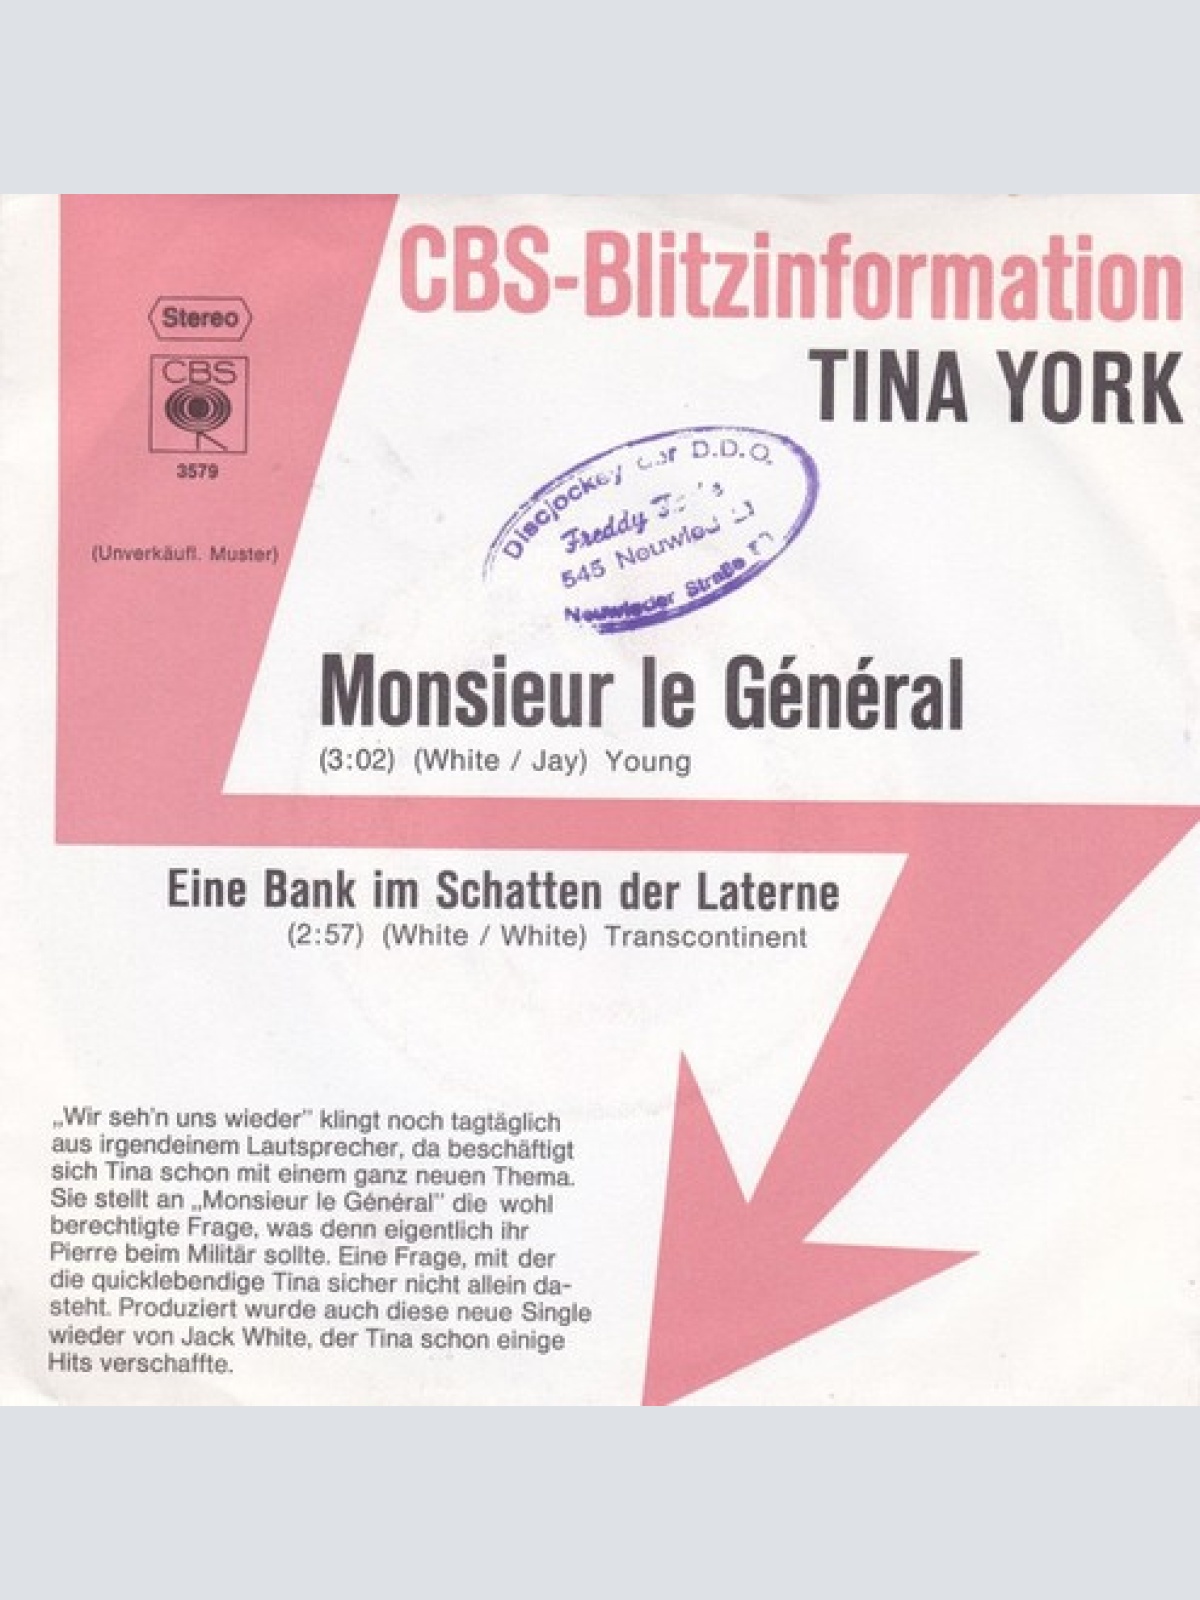 CBS-Blitzinformation
TINA YORK
Stereo
CBS
3579
(Unverkäufl. Muster)
Discjockey der D.D.O.
Freddy
545 Neuwied
Neuwieder Straße
Monsieur le Général
(3:02) (White / Jay) Young
Eine Bank im Schatten der Laterne
(2:57) (White / White) Transcontinent
„Wir seh'n uns wieder" klingt noch tagtäglich
aus irgendeinem Lautsprecher, da beschäftigt
sich Tina schon mit einem ganz neuen Thema.
Sie stellt an „Monsieur le Général" die wohl
berechtigte Frage, was denn eigentlich ihr
Pierre beim Militär sollte. Eine Frage, mit der
die quicklebendige Tina sicher nicht allein da-
steht. Produziert wurde auch diese neue Single
wieder von Jack White, der Tina schon einige
Hits verschaffte.